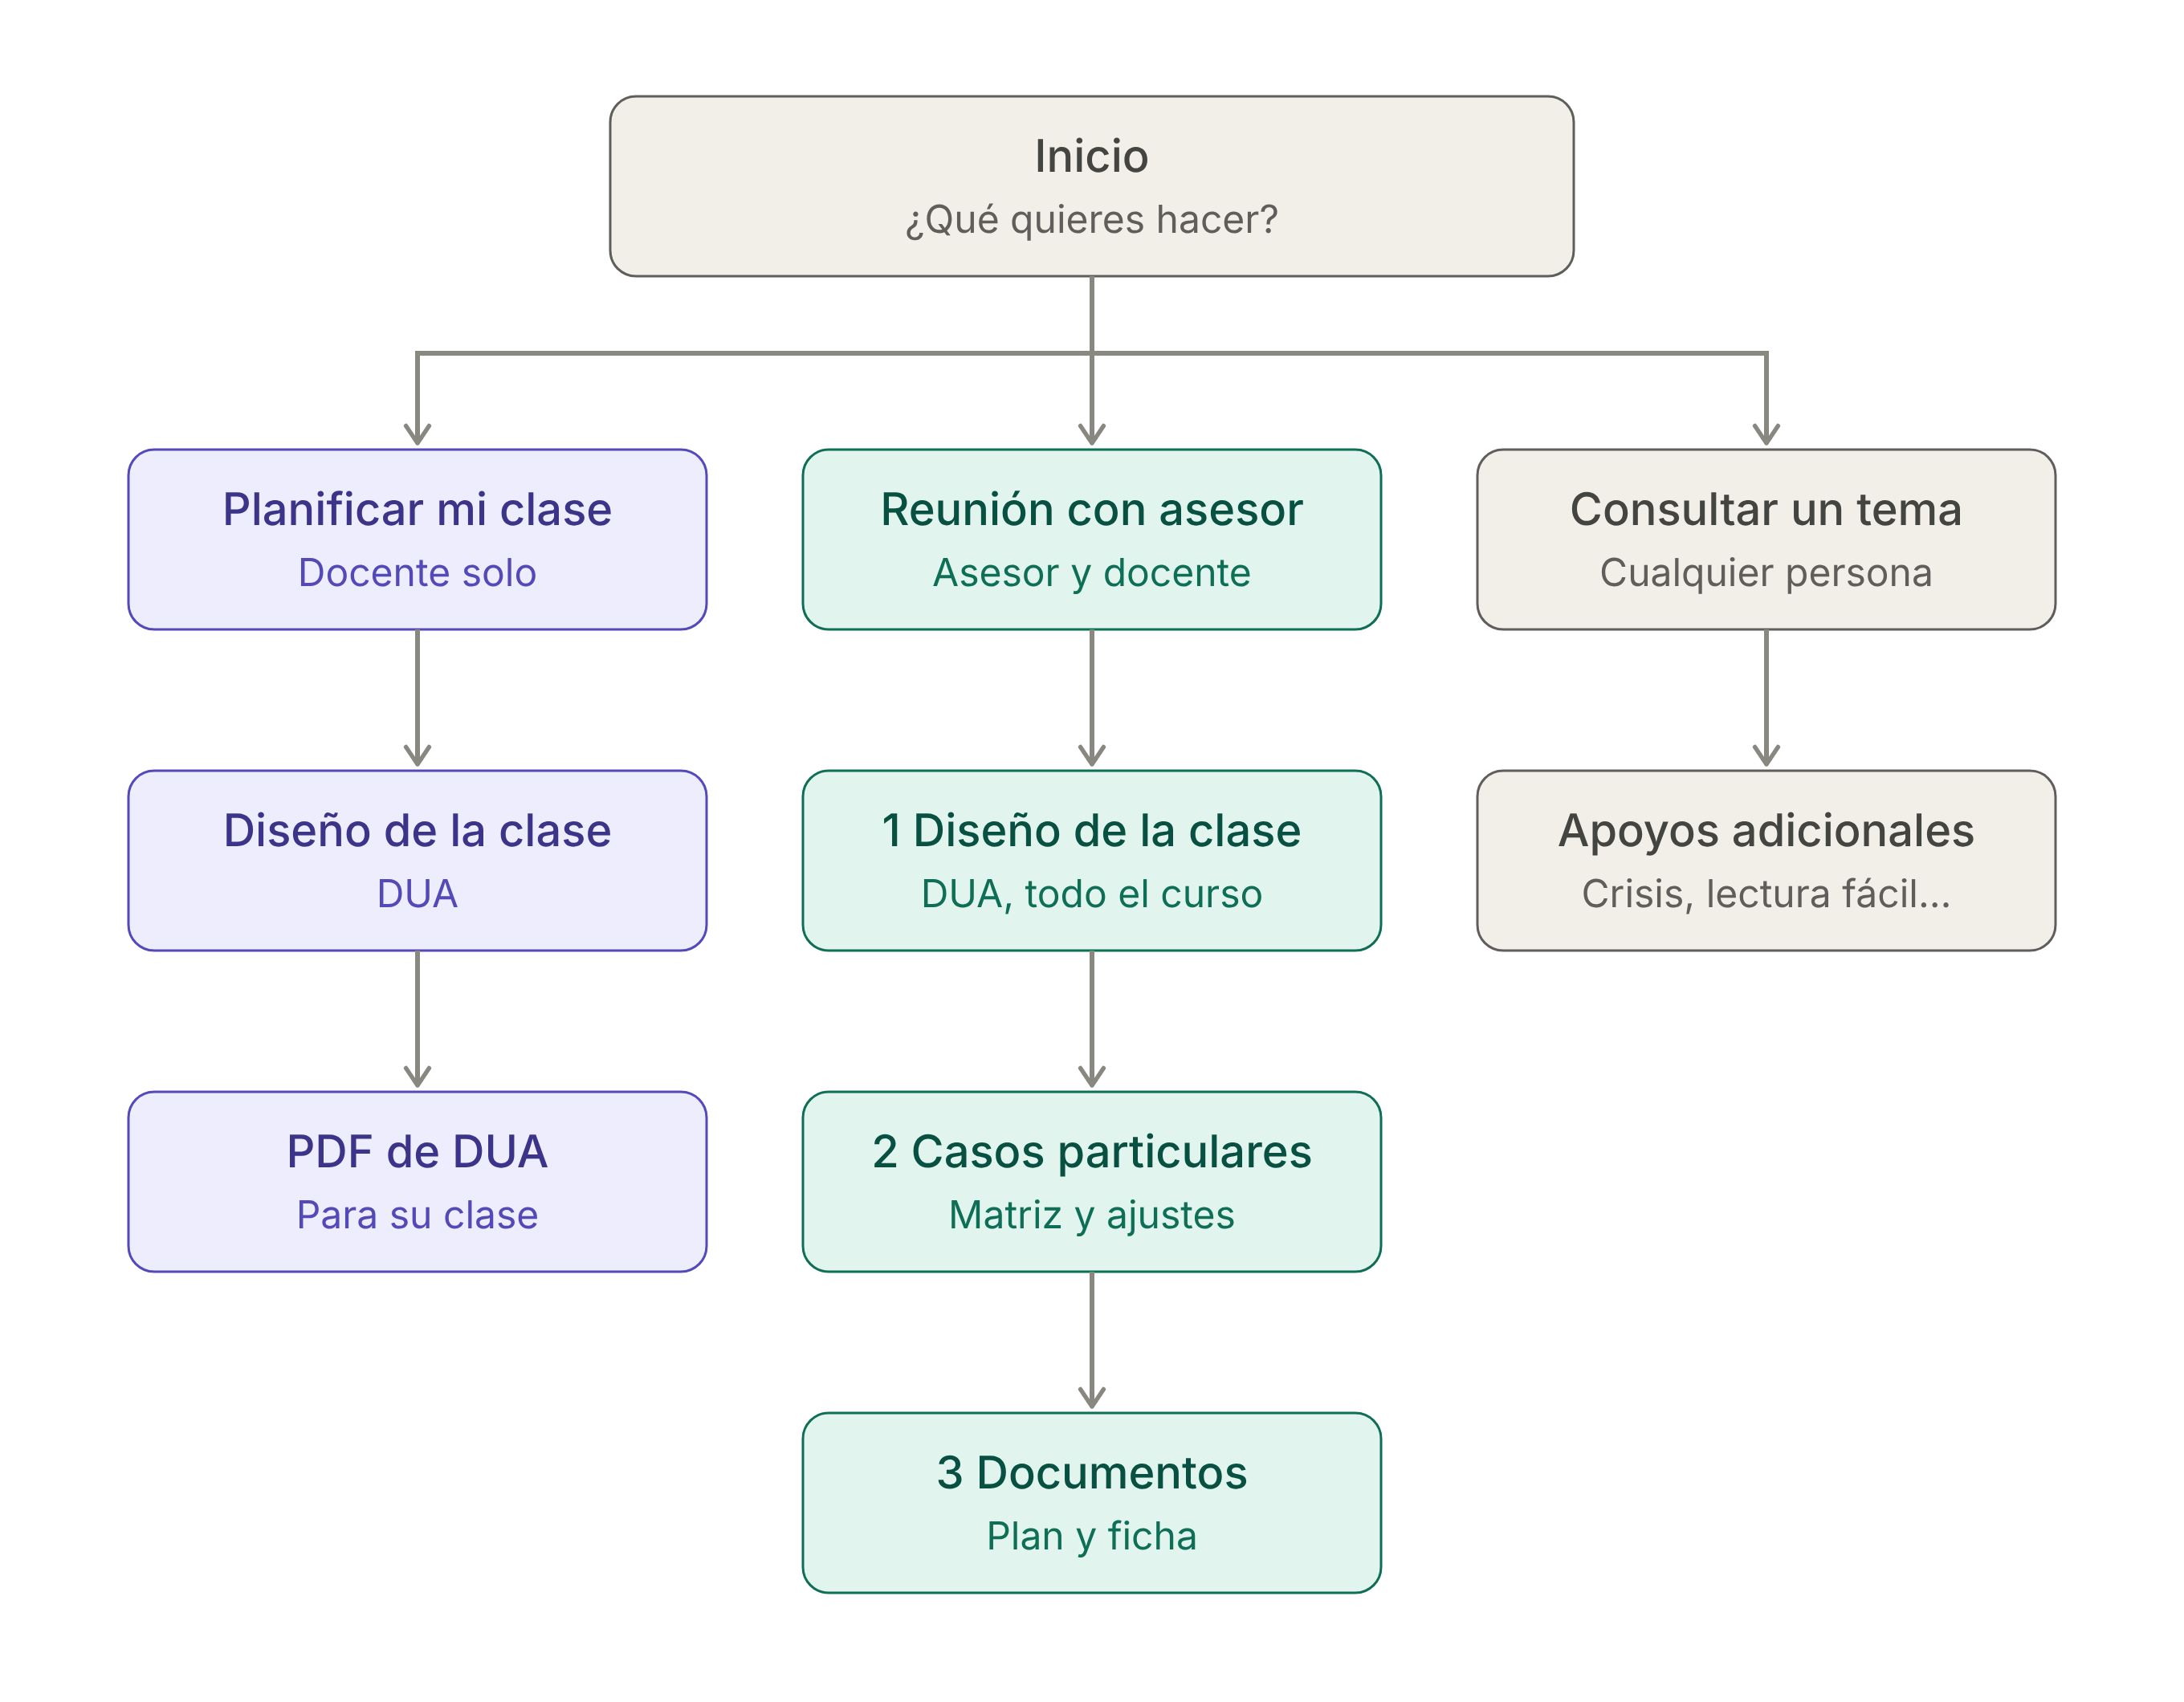 Inicio
¿Qué quieres hacer?
Planificar mi clase
Docente solo
Reunión con asesor
Asesor y docente
Consultar un tema
Cualquier persona
Diseño de la clase
DUA
1 Diseño de la clase
DUA, todo el curso
Apoyos adicionales
Crisis, lectura fácil...
PDF de DUA
Para su clase
2 Casos particulares
Matriz y ajustes
3 Documentos
Plan y ficha